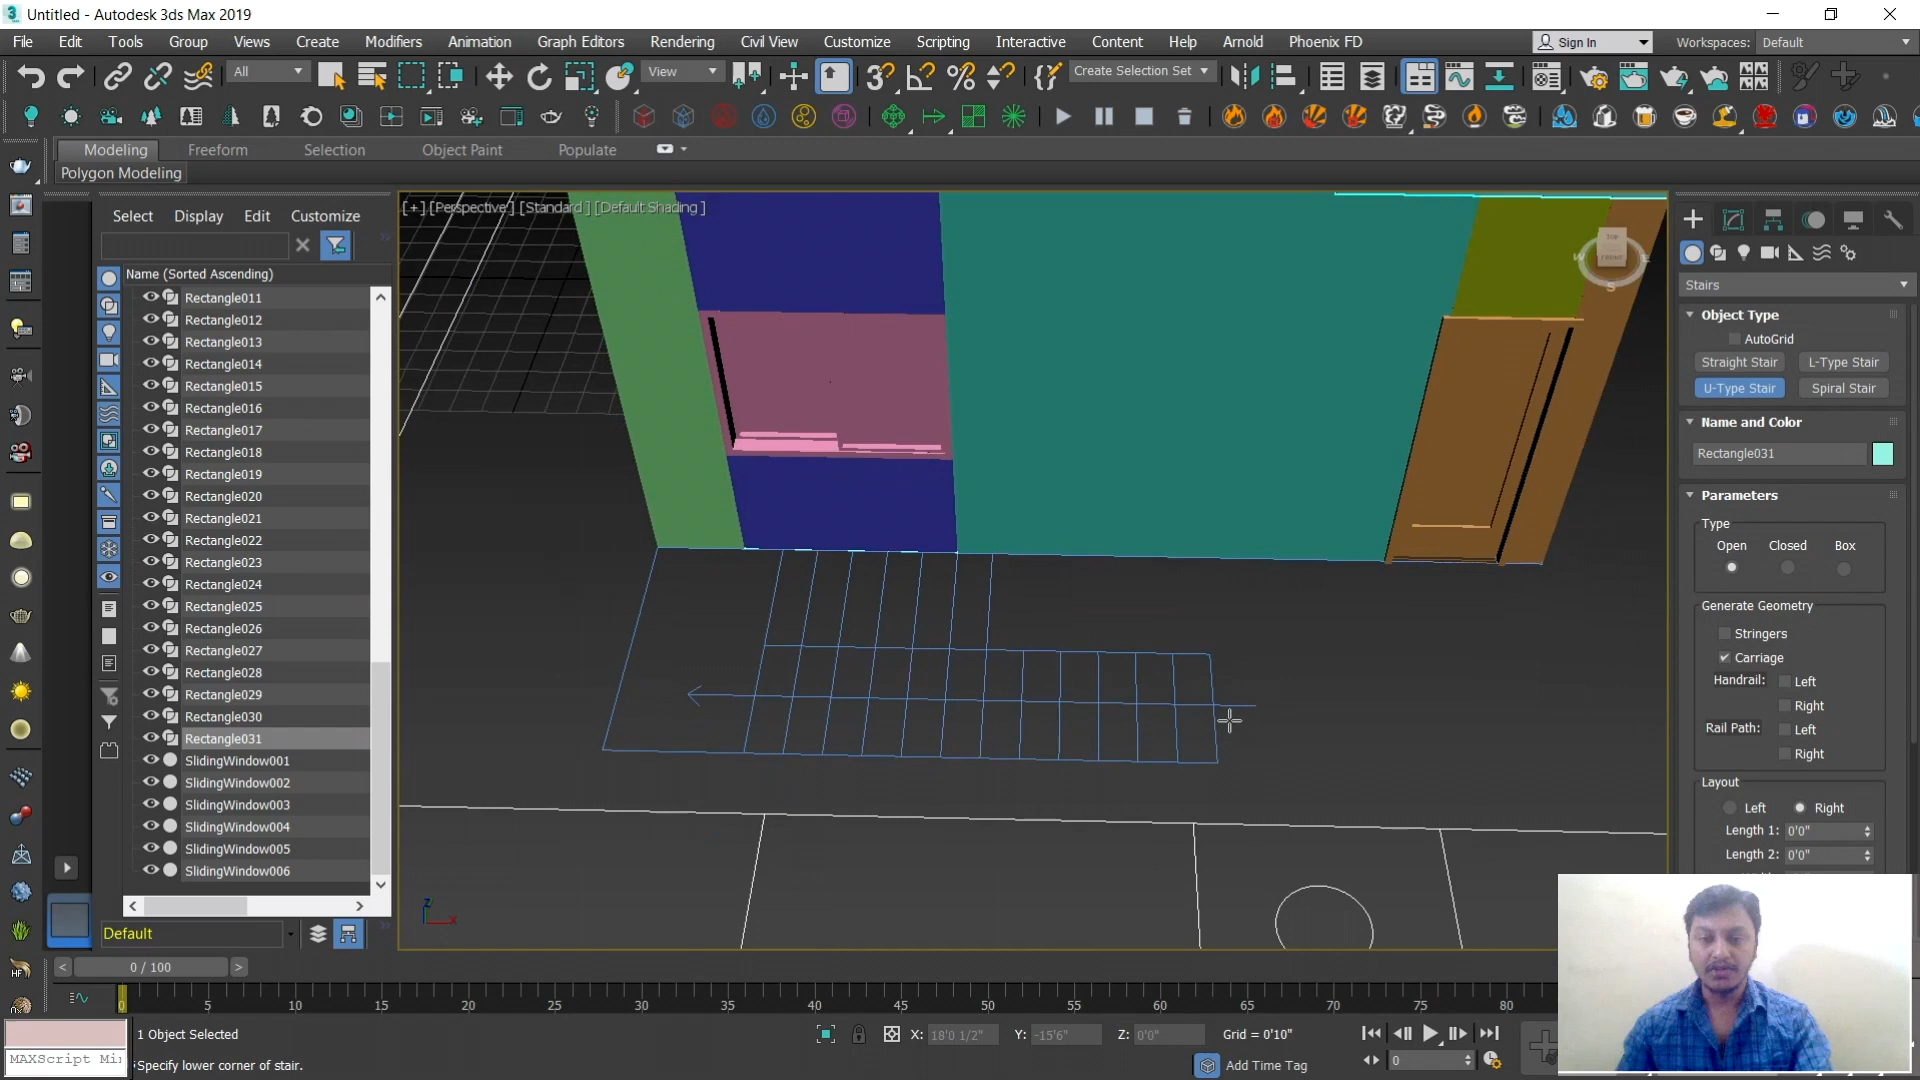 Untitled - Autodesk 3ds Max 2019
File Edit Tools Group Views Create Modifiers Animation Graph Editors Rendering Civil View Customize Scripting Interactive Content Help Arnold Phoenix FD
Sign In Workspaces: Default
All View Create Selection Set
Modeling Freeform Selection Object Paint Populate
Polygon Modeling
Select Display Edit Customize
[+] [Perspective] [Standard] [Default Shading]
Name (Sorted Ascending)
Rectangle011
Rectangle012
Rectangle013
Rectangle014
Rectangle015
Rectangle016
Rectangle017
Rectangle018
Rectangle019
Rectangle020
Rectangle021
Rectangle022
Rectangle023
Rectangle024
Rectangle025
Rectangle026
Rectangle027
Rectangle028
Rectangle029
Rectangle030
Rectangle031
SlidingWindow001
SlidingWindow002
SlidingWindow003
SlidingWindow004
SlidingWindow005
SlidingWindow006
Default
TOP
FRONT
W
E
S
Z
X
Stairs
Object Type
AutoGrid
Straight Stair L-Type Stair
U-Type Stair Spiral Stair
Name and Color
Rectangle031
Parameters
Type
Open Closed Box
Generate Geometry
Stringers
Carriage
Handrail: Left
Right
Rail Path: Left
Right
Layout
Left Right
Length 1: 0'0"
Length 2: 0'0"
< 0 / 100 >
0 5 10 15 20 25 30 35 40 45 50 55 60 65 70 75 80
1 Object Selected X: 18'0 1/2" Y: -15'6" Z: 0'0" Grid = 0'10"
MAXScript Mi
Specify lower corner of stair. Add Time Tag 0